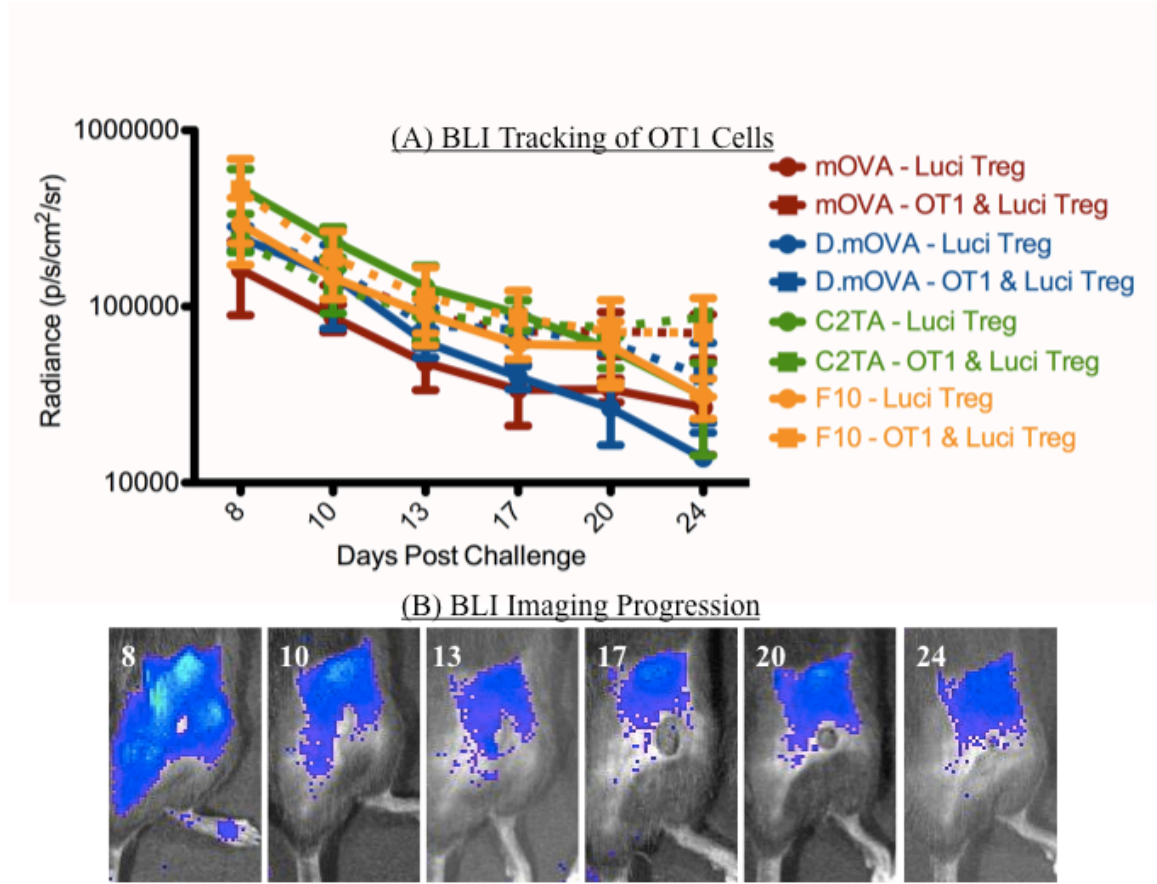 (A) BLI Tracking of OT1 Cells
1000000
100000
10000
Radiance (p/s/cm²/sr)
8
10
13
17
20
24
Days Post Challenge
mOVA - Luci Treg
mOVA - OT1 & Luci Treg
D.mOVA - Luci Treg
D.mOVA - OT1 & Luci Treg
C2TA - Luci Treg
C2TA - OT1 & Luci Treg
F10 - Luci Treg
F10 - OT1 & Luci Treg
(B) BLI Imaging Progression
8
10
13
17
20
24